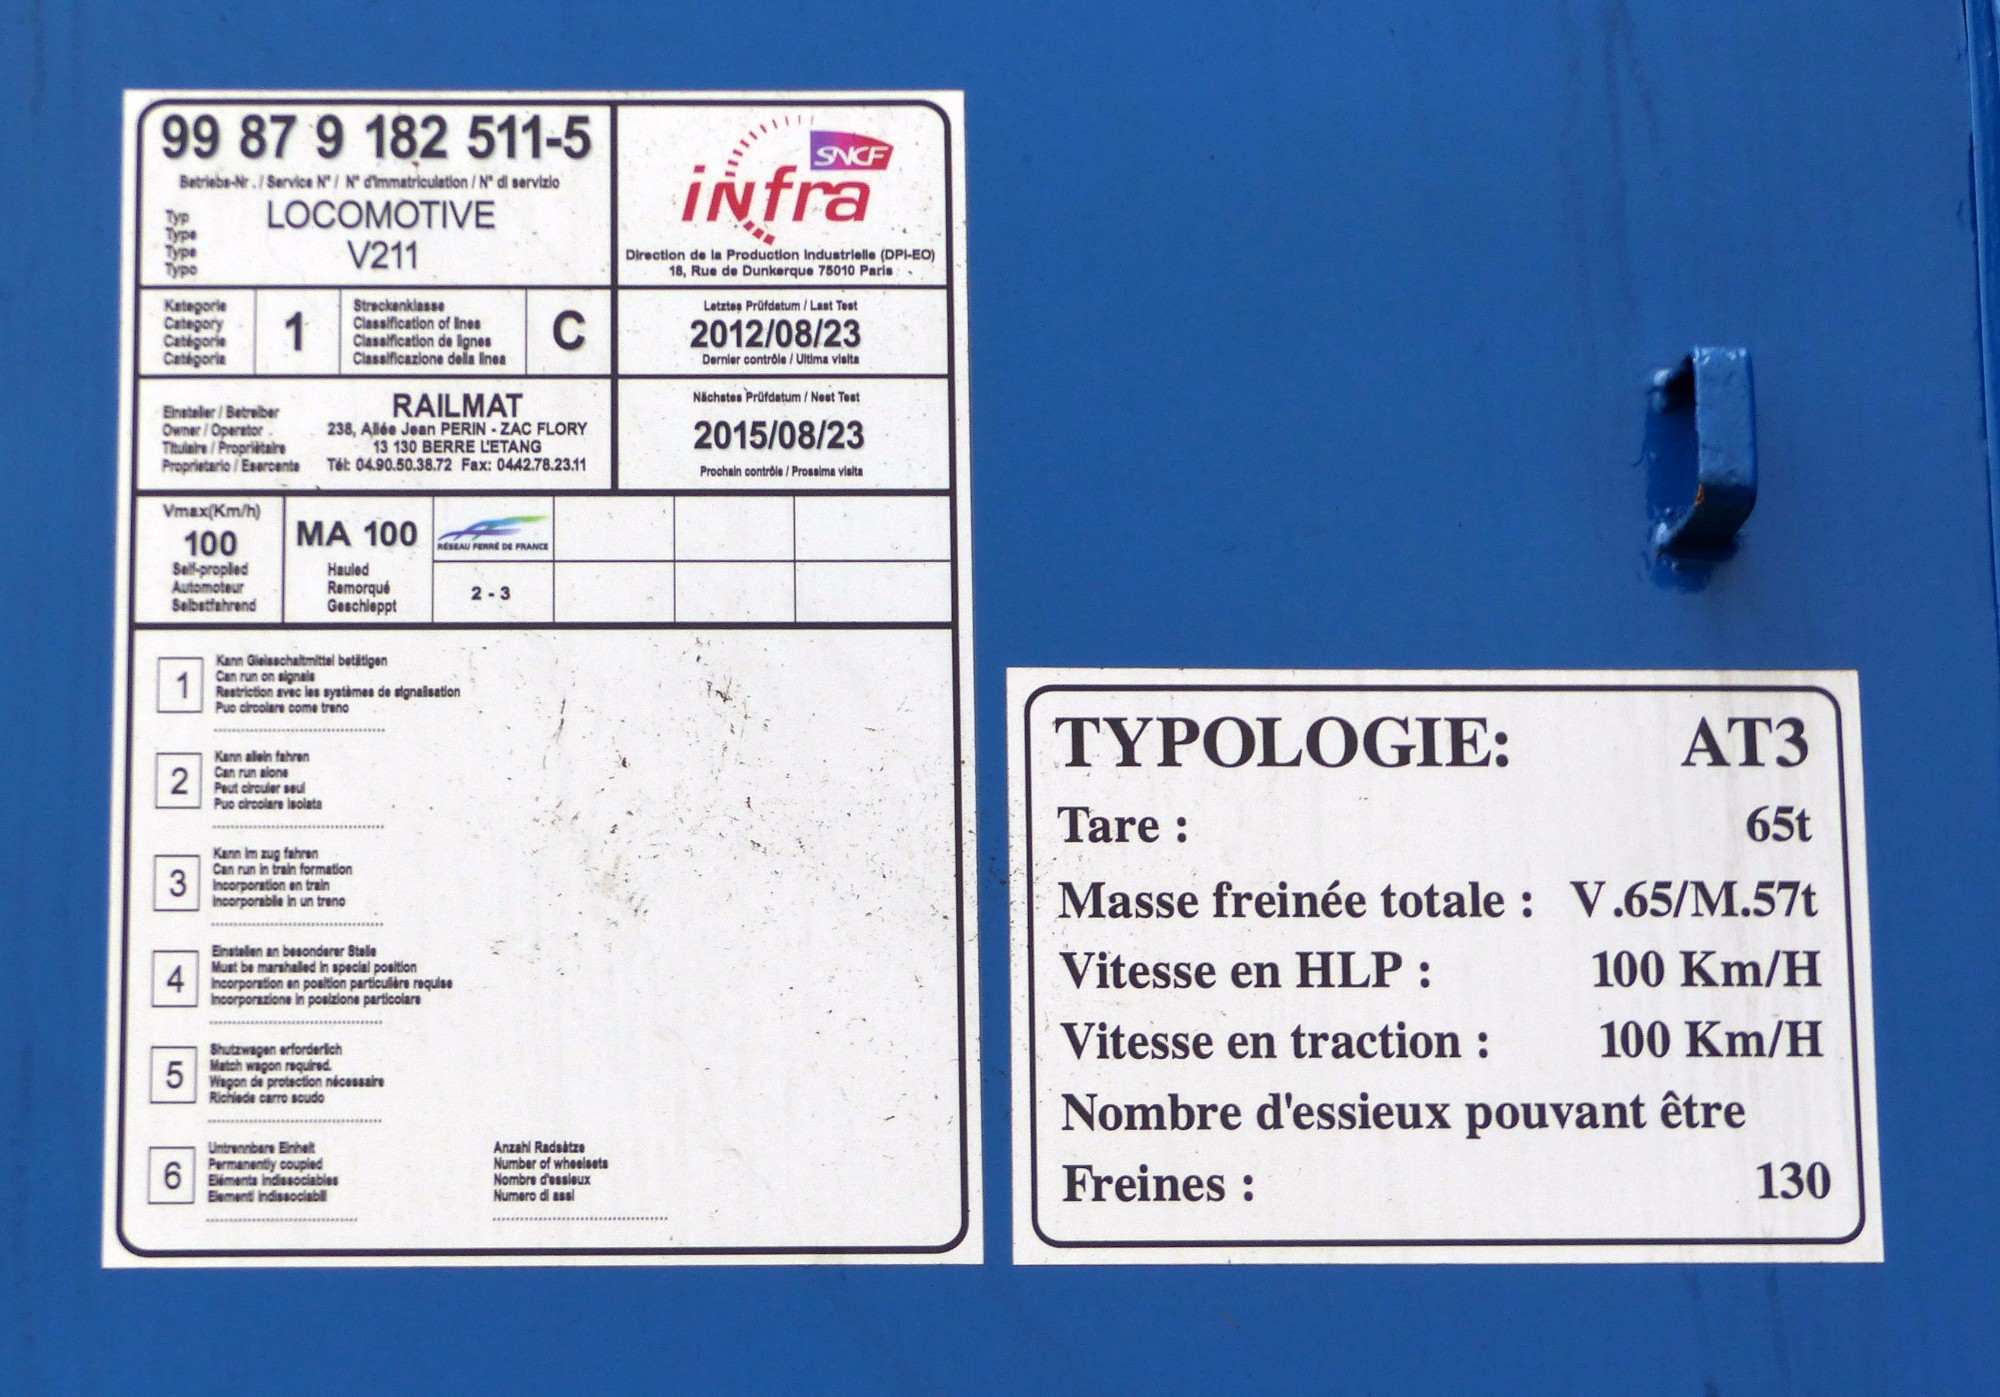 99 87 9 182 511-5
Betriebs-Nr . / Service N° / N° d'immatriculation / N° di servizio
Typ
Type
Type
Typo
LOCOMOTIVE
V211
SNCF
infra
Direction de la Production Industrielle (DPI-EO)
18, Rue de Dunkerque 75010 Paris
Kategorie
Category
Catégorie
Catégoria
1
Streckenklasse
Classification of lines
Classification de lignes
Classificazione della linea
C
Letztes Prüfdatum / Last Test
2012/08/23
Dernier contrôle / Ultima visita
Einsteller / Betreiber
Owner / Operator
Titulaire / Propriétaire
Proprietario / Esercente
RAILMAT
238, Allée Jean PERIN - ZAC FLORY
13 130 BERRE L'ETANG
Tél: 04.90.50.38.72 Fax: 0442.78.23.11
Nächstes Prüfdatum / Nest Test
2015/08/23
Prochain contrôle / Prossima visita
Vmax(Km/h)
100
Self-proplied
Automoteur
Selbstfahrend
MA 100
Hauled
Remorqué
Geschleppt
RÉSEAU FERRÉ DE FRANCE
2 - 3
1
Kann Gleisschaltmittel betätigen
Can run on signals
Restriction avec les systèmes de signalisation
Puo circolare come treno
2
Kann allein fahren
Can run alone
Peut circuler seul
Puo circolare isolata
3
Kann im zug fahren
Can run in train formation
Incorporation en train
Incorporabile in un treno
4
Einstellen an besonderer Stelle
Must be marshalled in special position
Incorporation en position particulière requise
Incorporazione in posizione particolare
5
Shutzwagen erforderlich
Match wagon required.
Wagon de protection nécessaire
Richiede carro scudo
6
Untrennbare Einheit
Permanently coupled
Eléments indissociables
Elementi indissociabili
Anzahl Radsàtze
Number of wheelsets
Nombre d'essieux
Numero di assi
TYPOLOGIE: AT3
Tare : 65t
Masse freinée totale : V.65/M.57t
Vitesse en HLP : 100 Km/H
Vitesse en traction : 100 Km/H
Nombre d'essieux pouvant être
Freines : 130